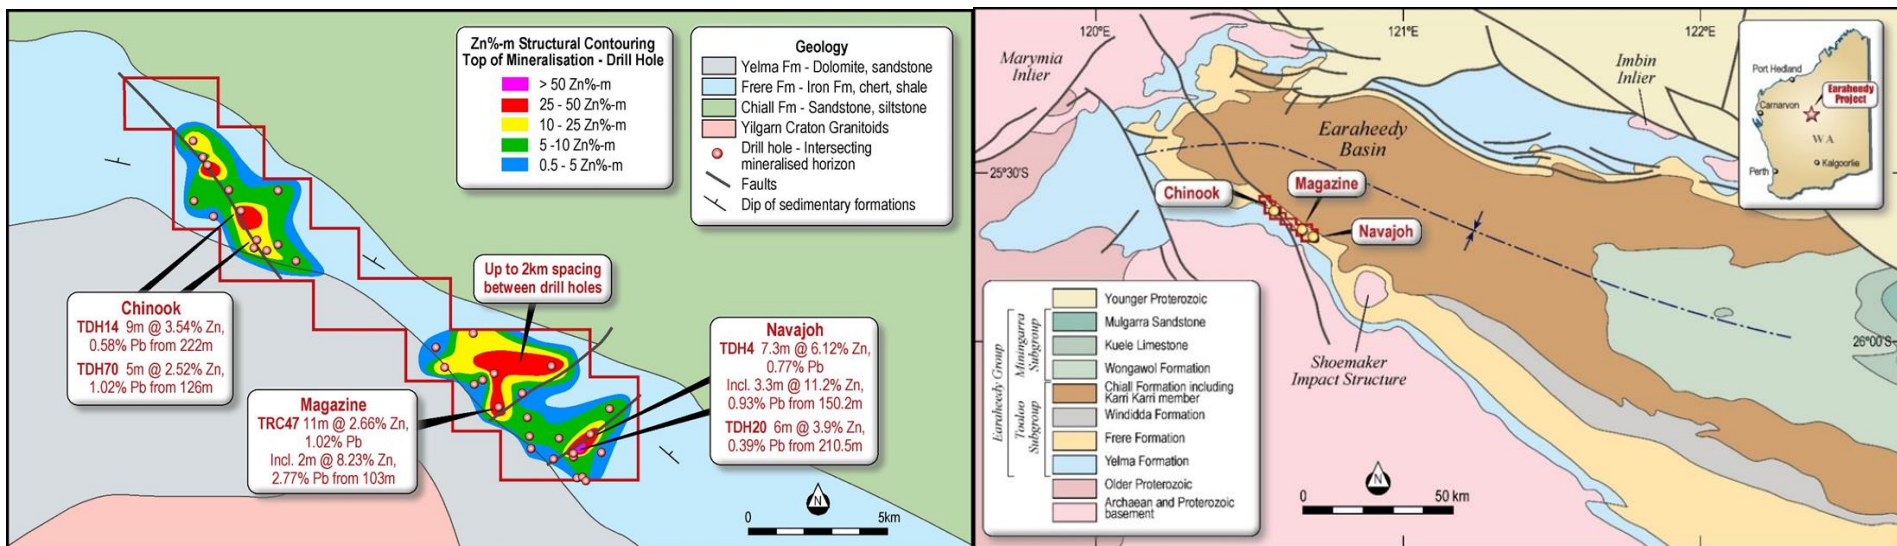 Zn%-m Structural Contouring
Top of Mineralisation - Drill Hole
> 50 Zn%-m
25 - 50 Zn%-m
10 - 25 Zn%-m
5 -10 Zn%-m
0.5 - 5 Zn%-m
Geology
Yelma Fm - Dolomite, sandstone
Frere Fm - Iron Fm, chert, shale
Chiall Fm - Sandstone, siltstone
Yilgarn Craton Granitoids
Drill hole - Intersecting
mineralised horizon
Faults
Dip of sedimentary formations
Up to 2km spacing
between drill holes
Chinook
TDH14 9m @ 3.54% Zn,
0.58% Pb from 222m
TDH70 5m @ 2.52% Zn,
1.02% Pb from 126m
Magazine
TRC47 11m @ 2.66% Zn,
1.02% Pb
Incl. 2m @ 8.23% Zn,
2.77% Pb from 103m
Navajoh
TDH4 7.3m @ 6.12% Zn,
0.77% Pb
Incl. 3.3m @ 11.2% Zn,
0.93% Pb from 150.2m
TDH20 6m @ 3.9% Zn,
0.39% Pb from 210.5m
N
0 5km
120°E
121°E
122°E
Marymia
Inlier
Imbin
Inlier
Earaheedy
Basin
25°30'S
26°00'S
Chinook
Magazine
Navajoh
Shoemaker
Impact Structure
Port Hedland
Carnarvon
Earaheedy
Project
WA
Kalgoorlie
Perth
Earaheedy Group
Miningarra
Subgroup
Tooloo
Subgroup
Younger Proterozoic
Mulgarra Sandstone
Kuele Limestone
Wongawol Formation
Chiall Formation including
Karri Karri member
Windidda Formation
Frere Formation
Yelma Formation
Older Proterozoic
Archaean and Proterozoic
basement
N
0 50 km